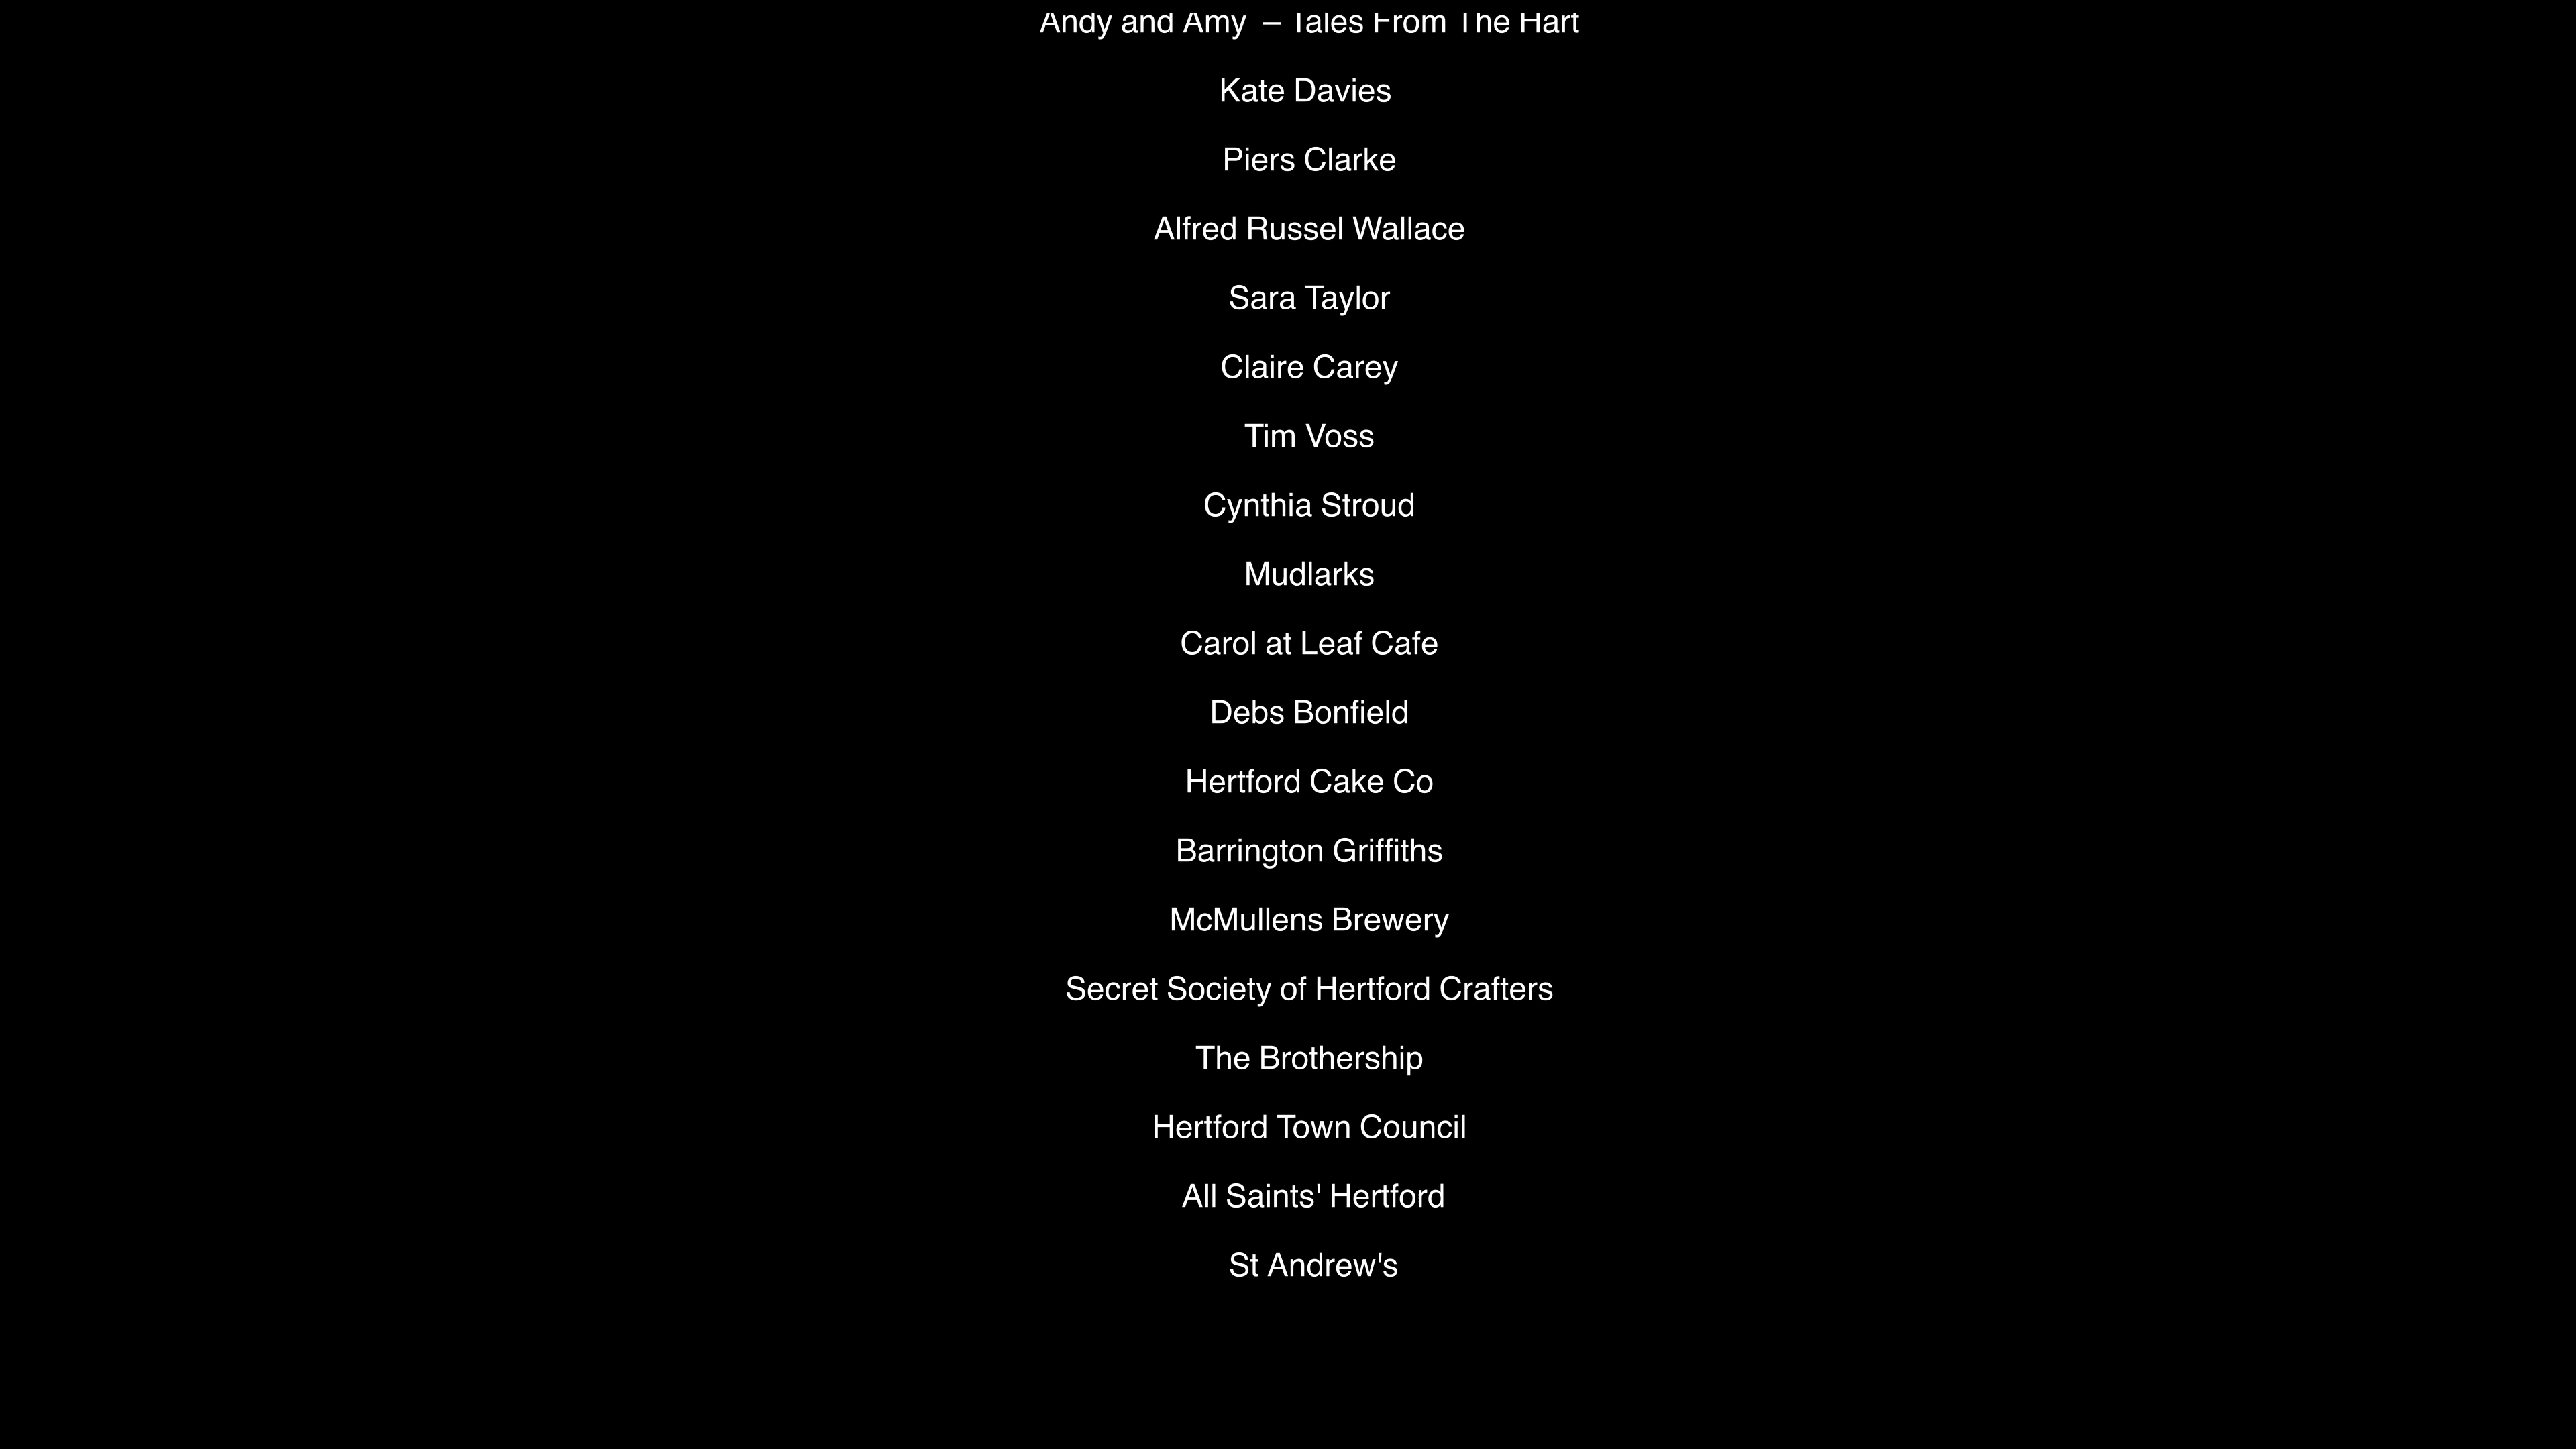 Andy and Amy – Tales From The Hart
Kate Davies
Piers Clarke
Alfred Russel Wallace
Sara Taylor
Claire Carey
Tim Voss
Cynthia Stroud
Mudlarks
Carol at Leaf Cafe
Debs Bonfield
Hertford Cake Co
Barrington Griffiths
McMullens Brewery
Secret Society of Hertford Crafters
The Brothership
Hertford Town Council
All Saints' Hertford
St Andrew's